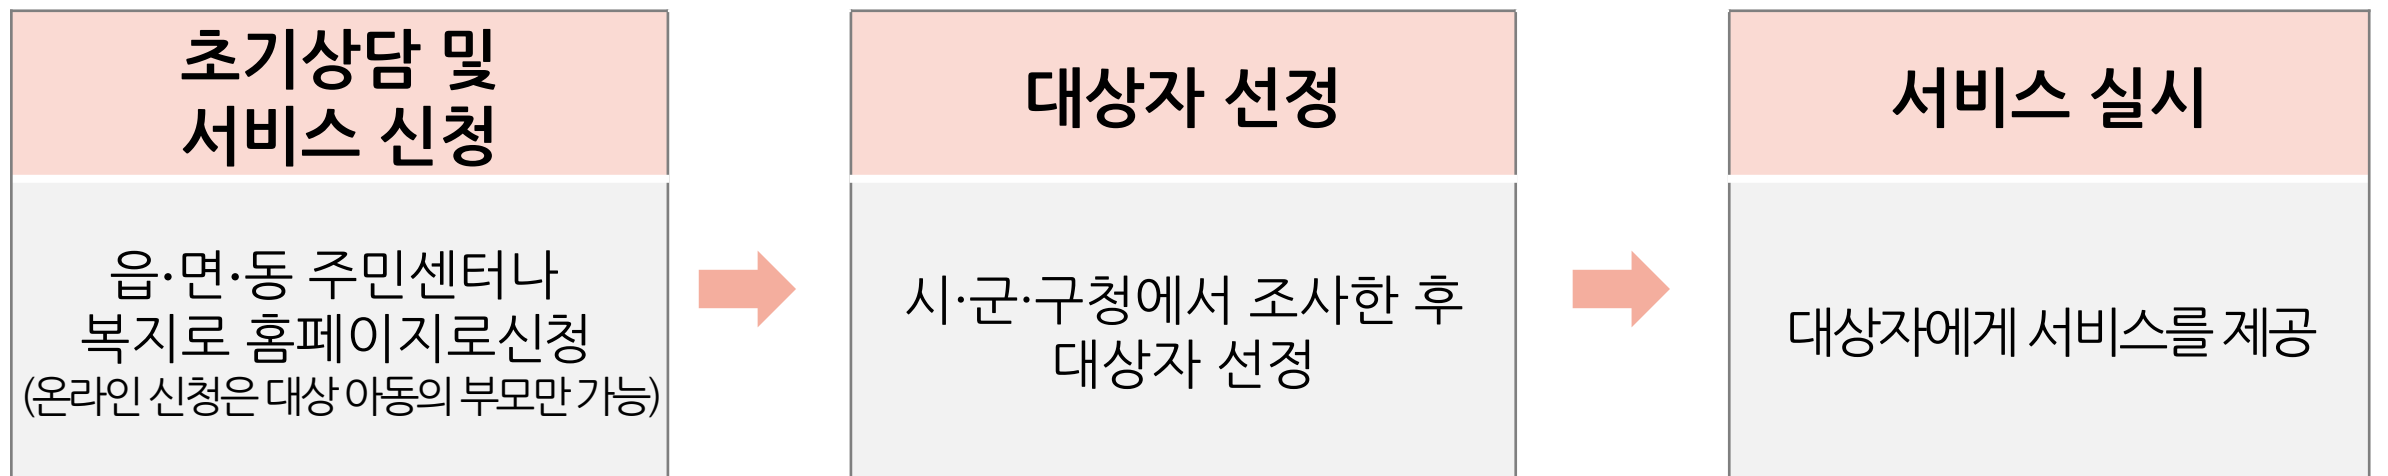 초기상담 및
서비스 신청
읍·면·동 주민센터나
복지로 홈페이지로신청
(온라인 신청은 대상 아동의 부모만 가능)
대상자 선정
시·군·구청에서 조사한 후
대상자 선정
서비스 실시
대상자에게 서비스를 제공